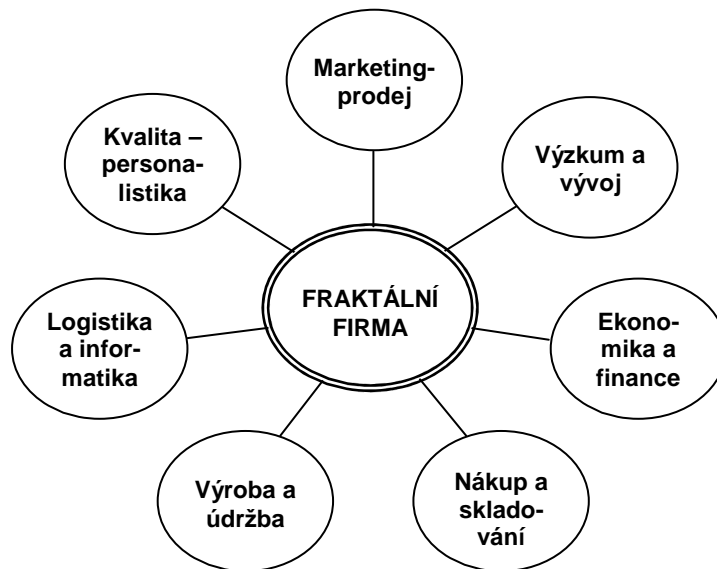 Marketing-
prodej
Kvalita –
persona-
listika
Výzkum a
vývoj
FRAKTÁLNÍ
FIRMA
Logistika
a infor-
matika
Ekono-
mika a
finance
Výroba a
údržba
Nákup a
sklado-
vání